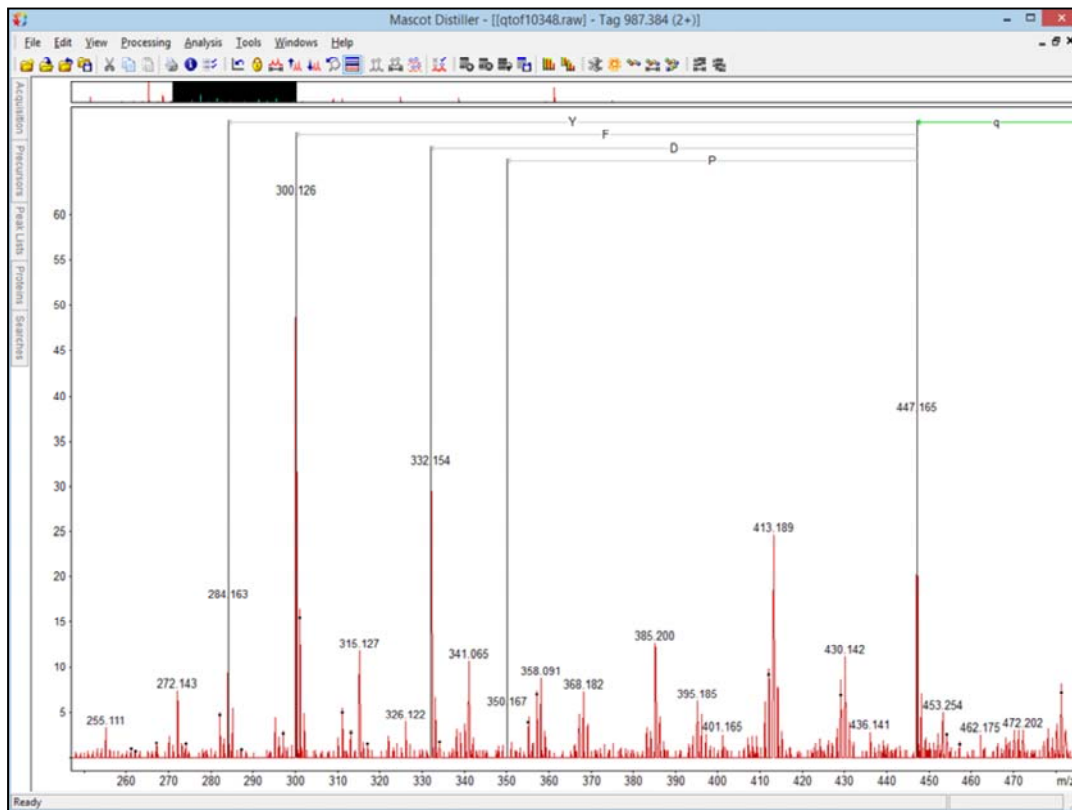 Mascot Distiller - [[qtof10348.raw] - Tag 987.384 (2+)]
File Edit View Processing Analysis Tools Windows Help
Acquisition
Precursors
Peak Lists
Proteins
Searches
Y
q
F
D
P
300.126
60
55
50
45
447.165
40
35
332.154
30
25
413.189
20
284.163
15
315.127
385.200
341.065
430.142
10
272.143
358.091
368.182
350.167
395.185
326.122
453.254
255.111
401.165
436.141
462.175
472.202
5
260 270 280 290 300 310 320 330 340 350 360 370 380 390 400 410 420 430 440 450 460 470 m/z
Ready